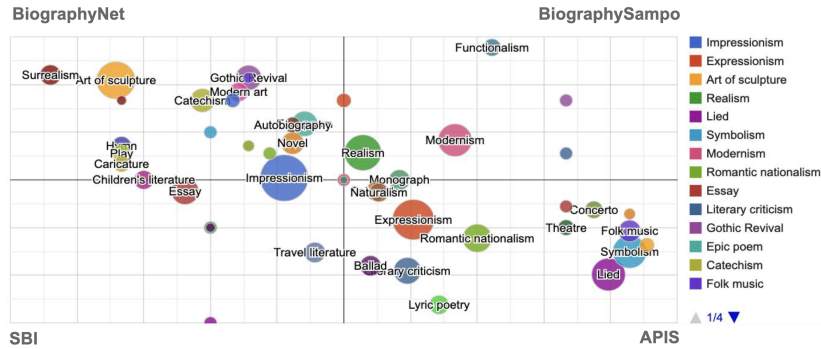 BiographyNet
BiographySampo
Functionalism
Surrealism
Art of sculpture
Gothic Revival
Modern art
Catechism
Autobiography
Novel
Realism
Modernism
Hymn
Play
Caricature
Children's literature
Essay
Impressionism
Monograph
Naturalism
Expressionism
Romantic nationalism
Concerto
Theatre
Folk music
Symbolism
Lied
Travel literature
Ballad
Lyric poetry
SBI
APIS
Impressionism
Expressionism
Art of sculpture
Realism
Lied
Symbolism
Modernism
Romantic nationalism
Essay
Literary criticism
Gothic Revival
Epic poem
Catechism
Folk music
1/4